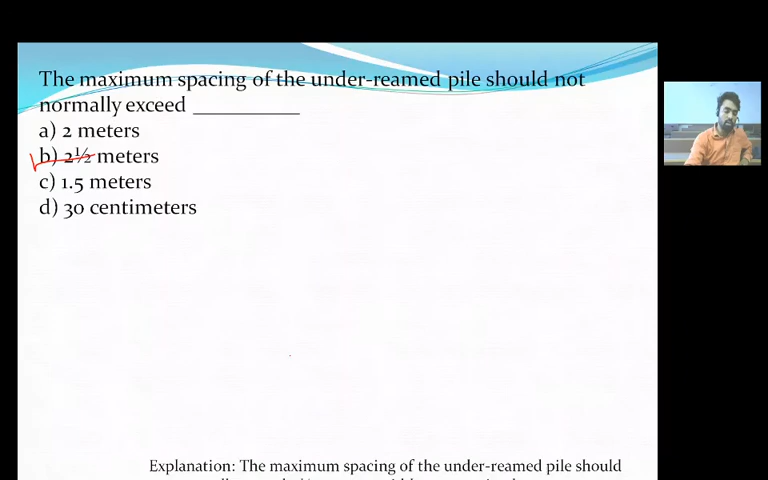 The maximum spacing of the under-reamed pile should not
normally exceed __________
a) 2 meters
b) 2½ meters
c) 1.5 meters
d) 30 centimeters
Explanation: The maximum spacing of the under-reamed pile should